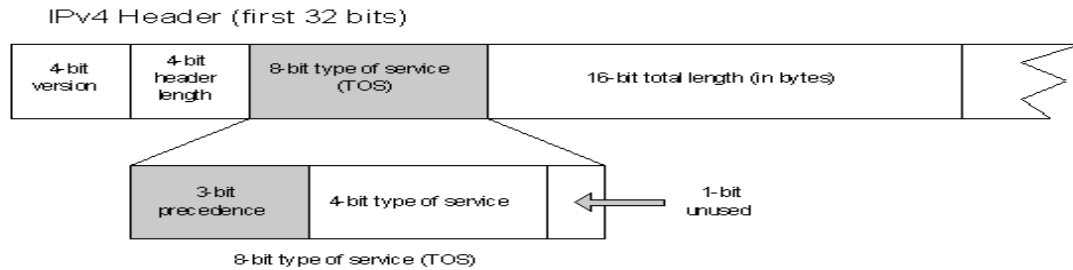 IPv4 Header (first 32 bits)
4-bit
version
4-bit
header
length
8-bit type of service
(TOS)
16-bit total length (in bytes)
3-bit
precedence
4-bit type of service
1-bit
unused
8-bit type of service (TOS)